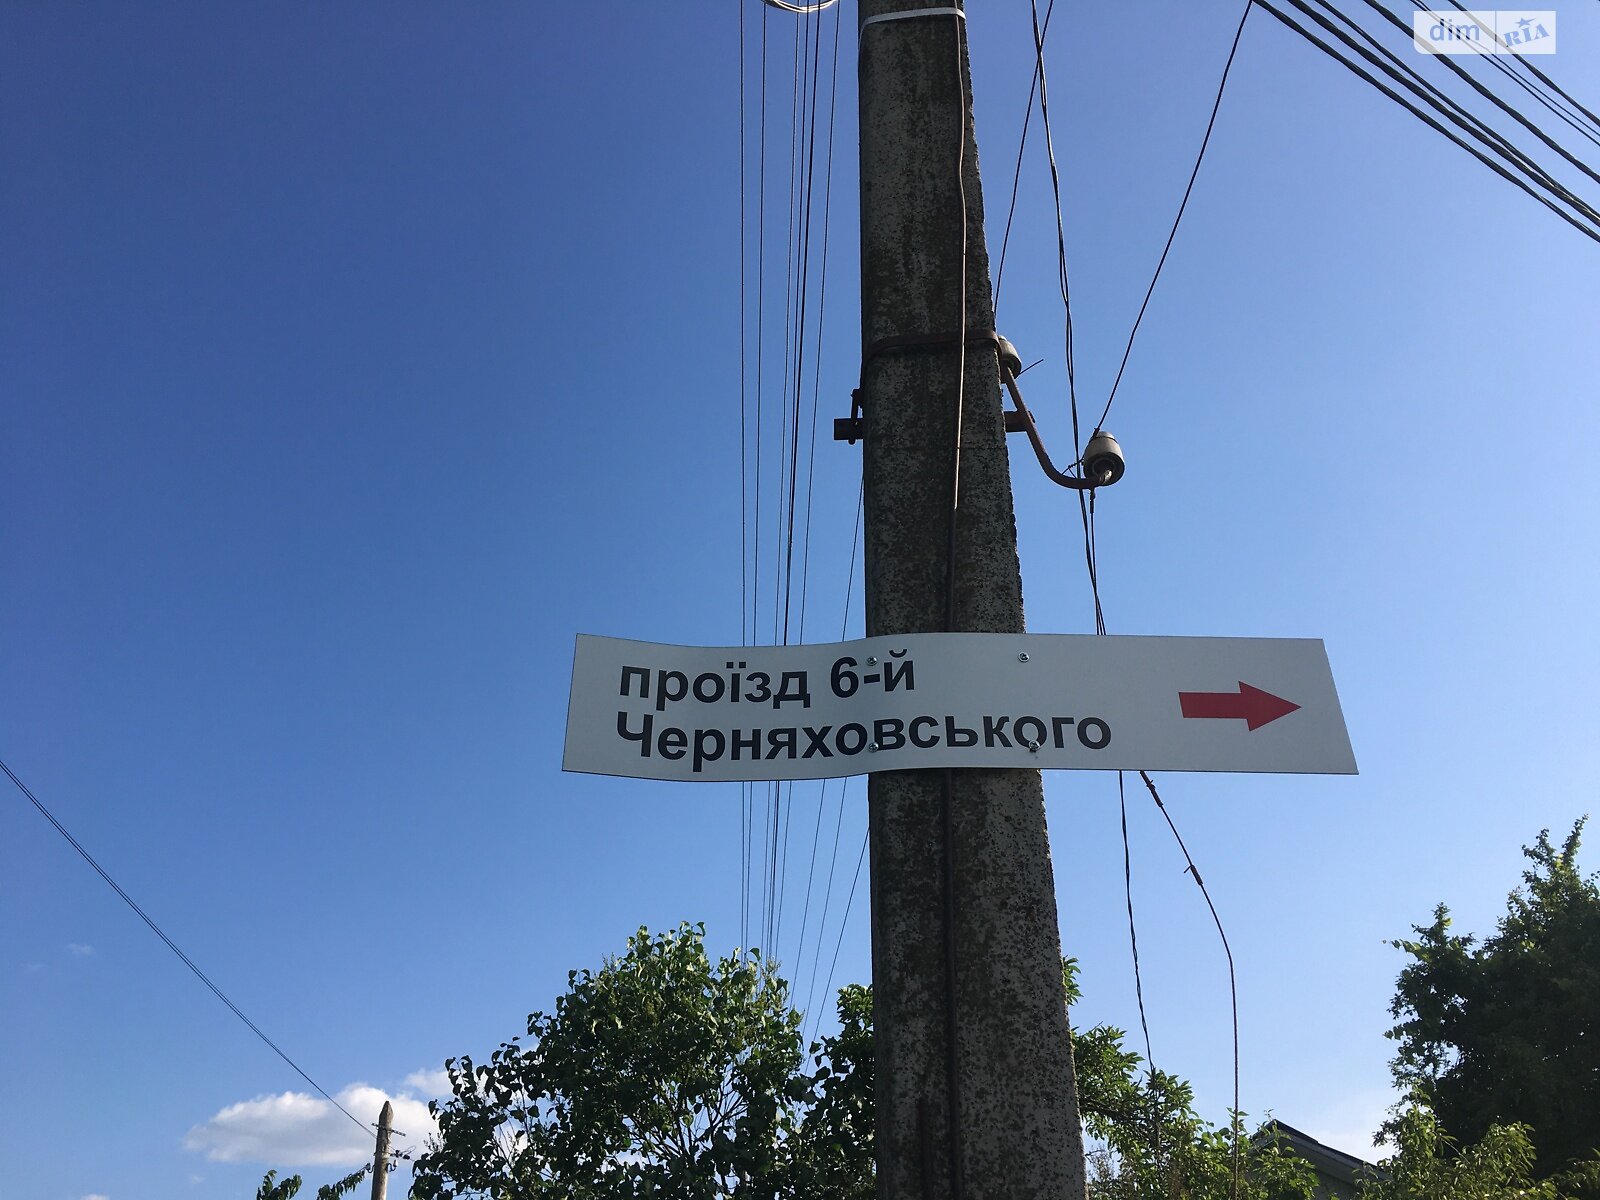 dim RIA
проїзд 6-й
Черняховського